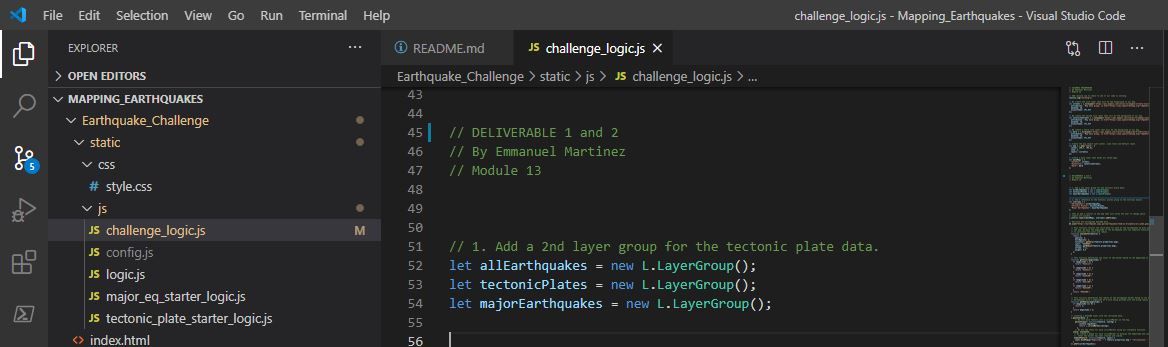 File Edit Selection View Go Run Terminal Help challenge_logic.js - Mapping_Earthquakes - Visual Studio Code
EXPLORER
OPEN EDITORS
MAPPING_EARTHQUAKES
Earthquake_Challenge
static
css
# style.css
js
JS challenge_logic.js M
JS config.js
JS logic.js
JS major_eq_starter_logic.js
JS tectonic_plate_starter_logic.js
<> index.html
5
README.md JS challenge_logic.js
Earthquake_Challenge > static > js > JS challenge_logic.js > ...
43
44
45 // DELIVERABLE 1 and 2
46 // By Emmanuel Martinez
47 // Module 13
48
49
50
51 // 1. Add a 2nd layer group for the tectonic plate data.
52 let allEarthquakes = new L.LayerGroup();
53 let tectonicPlates = new L.LayerGroup();
54 let majorEarthquakes = new L.LayerGroup();
55
56